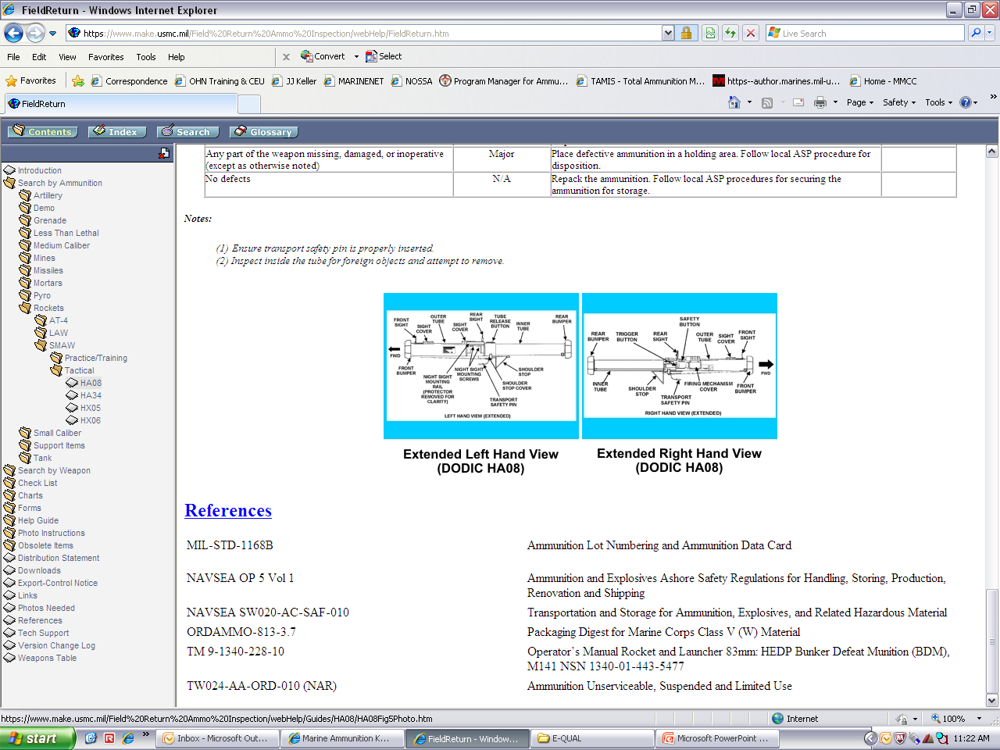 FieldReturn - Windows Internet Explorer
https://www.make.usmc.mil/Field%20Return%20Ammo%20Inspection/webHelp/FieldReturn.htm
Live Search
File Edit View Favorites Tools Help
Convert Select
Favorites Correspondence OHN Training & CEU JJ Keller MARINENET NOSSA Program Manager for Ammu... TAMIS - Total Ammunition M... https--author.marines.mil-u... Home - MMCC
FieldReturn
Page Safety Tools
Contents Index Search Glossary
Introduction
Search by Ammunition
Artillery
Demo
Grenade
Less Than Lethal
Medium Caliber
Mines
Missiles
Mortars
Pyro
Rockets
AT-4
LAW
SMAW
Practice/Training
Tactical
HA08
HA34
HX05
HX06
Small Caliber
Support Items
Tank
Search by Weapon
Check List
Charts
Forms
Help Guide
Photo Instructions
Obsolete Items
Distribution Statement
Downloads
Export-Control Notice
Links
Photos Needed
References
Tech Support
Version Change Log
Weapons Table
Any part of the weapon missing, damaged, or inoperative Major Place defective ammunition in a holding area. Follow local ASP procedure for
(except as otherwise noted) disposition.
No defects N/A Repack the ammunition. Follow local ASP procedures for securing the
ammunition for storage.
Notes:
(1) Ensure transport safety pin is properly inserted.
(2) Inspect inside the tube for foreign objects and attempt to remove.
FRONT SIGHT
SIGHT COVER
OUTER TUBE
SIGHT COVER
REAR SIGHT
TUBE RELEASE BUTTON
INNER TUBE
REAR BUMPER
FWD
FRONT BUMPER
NIGHT SIGHT MOUNTING RAIL (PROTECTOR REMOVED FOR CLARITY)
NIGHT SIGHT MOUNTING SCREWS
SHOULDER STOP
SHOULDER STOP COVER
TRANSPORT SAFETY PIN
LEFT HAND VIEW (EXTENDED)
REAR BUMPER
TRIGGER BUTTON
REAR SIGHT
SAFETY BUTTON
OUTER TUBE
SIGHT COVER
FRONT SIGHT
FWD
INNER TUBE
SHOULDER STOP
FIRING MECHANISM COVER
FRONT BUMPER
TRANSPORT SAFETY PIN
RIGHT HAND VIEW (EXTENDED)
Extended Left Hand View
(DODIC HA08)
Extended Right Hand View
(DODIC HA08)
References
MIL-STD-1168B Ammunition Lot Numbering and Ammunition Data Card
NAVSEA OP 5 Vol 1 Ammunition and Explosives Ashore Safety Regulations for Handling, Storing, Production,
Renovation and Shipping
NAVSEA SW020-AC-SAF-010 Transportation and Storage for Ammunition, Explosives, and Related Hazardous Material
ORDAMMO-813-3.7 Packaging Digest for Marine Corps Class V (W) Material
TM 9-1340-228-10 Operator's Manual Rocket and Launcher 83mm: HEDP Bunker Defeat Munition (BDM),
M141 NSN 1340-01-443-5477
TW024-AA-ORD-010 (NAR) Ammunition Unserviceable, Suspended and Limited Use
https://www.make.usmc.mil/Field%20Return%20Ammo%20Inspection/webHelp/Guides/HA08/HA08Fig5Photo.htm
Internet 100%
start Inbox - Microsoft Out... Marine Ammunition K... FieldReturn - Window... E-QUAL Microsoft PowerPoint ... 11:22 AM